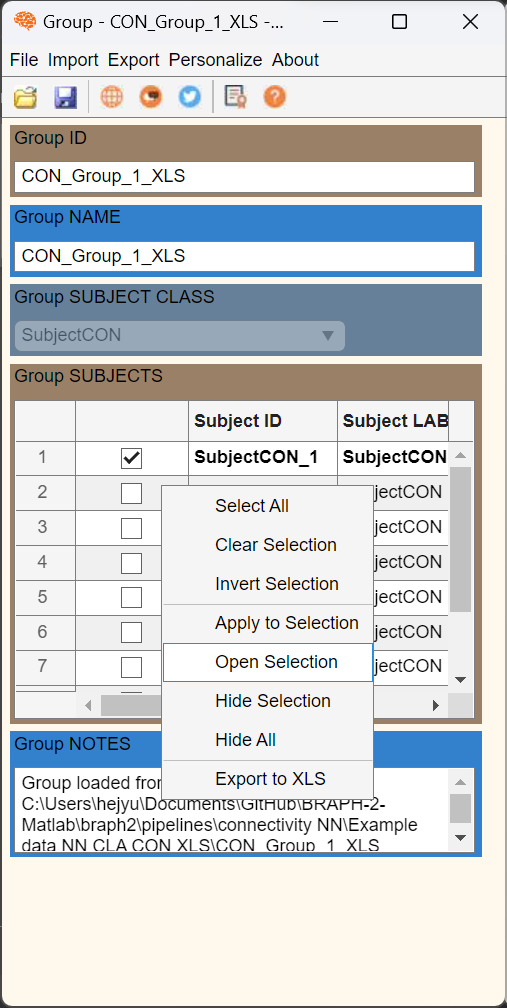 Group - CON_Group_1_XLS -...
File Import Export Personalize About
Group ID
CON_Group_1_XLS
Group NAME
CON_Group_1_XLS
Group SUBJECT CLASS
SubjectCON
Group SUBJECTS
Subject ID Subject LAB
1 SubjectCON_1 SubjectCON
2 jectCON
3 jectCON
4 jectCON
5 jectCON
6 jectCON
7 jectCON
Select All
Clear Selection
Invert Selection
Apply to Selection
Open Selection
Hide Selection
Hide All
Export to XLS
Group NOTES
Group loaded fro
C:\Users\hejyu\Documents\GitHub\BRAPH-2-
Matlab\braph2\pipelines\connectivity NN\Example
data NN CLA CON XLS\CON_Group_1_XLS